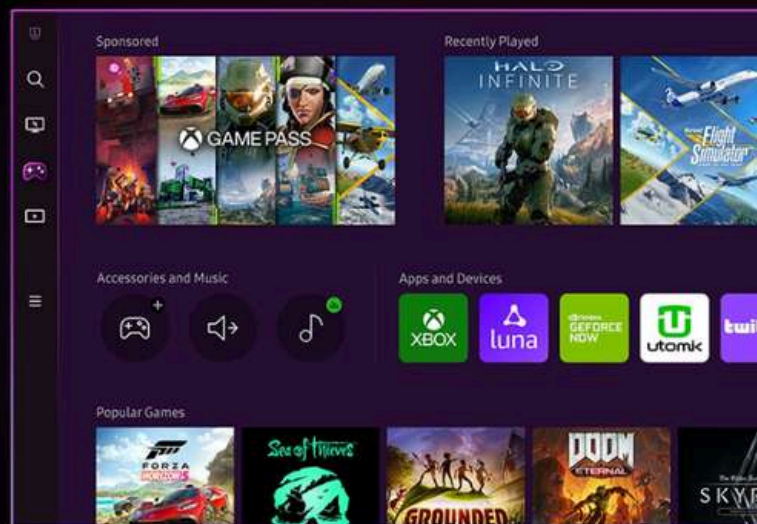 Sponsored
Recently Played
GAME PASS
HALO
INFINITE
Flight
Simulator
Accessories and Music
Apps and Devices
XBOX
luna
NVIDIA
GEFORCE
NOW
utomik
Popular Games
FORZA
HORIZON 5
Sea of Thieves
GROUNDED
DOOM
ETERNAL